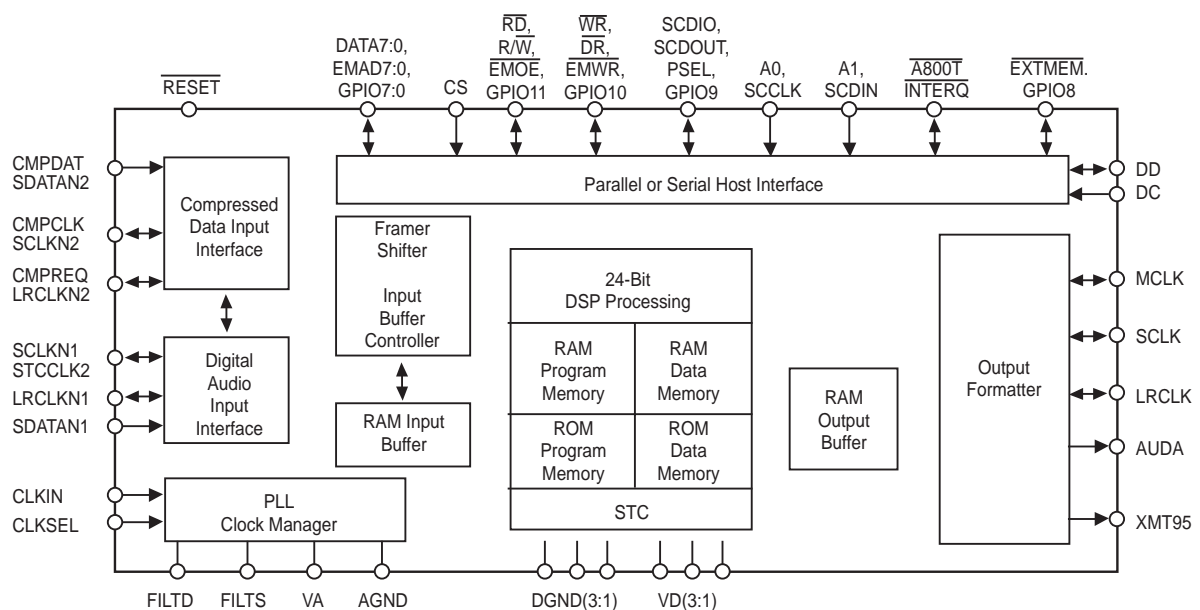 RESET
DATA7:0,
EMAD7:0,
GPIO7:0
CS
RD,
R/W,
EMOE,
GPIO11
WR,
DR,
EMWR,
GPIO10
SCDIO,
SCDOUT,
PSEL,
GPIO9
A0,
SCCLK
A1,
SCDIN
A800T
INTERQ
EXTMEM.
GPIO8
CMPDAT
SDATAN2
CMPCLK
SCLKN2
CMPREQ
LRCLKN2
SCLKN1
STCCLK2
LRCLKN1
SDATAN1
CLKIN
CLKSEL
Compressed
Data Input
Interface
Digital
Audio
Input
Interface
PLL
Clock Manager
Parallel or Serial Host Interface
Framer
Shifter
Input
Buffer
Controller
RAM Input
Buffer
24-Bit
DSP Processing
RAM
Program
Memory
RAM
Data
Memory
ROM
Program
Memory
ROM
Data
Memory
STC
RAM
Output
Buffer
Output
Formatter
DD
DC
MCLK
SCLK
LRCLK
AUDA
XMT95
FILTD
FILTS
VA
AGND
DGND(3:1)
VD(3:1)